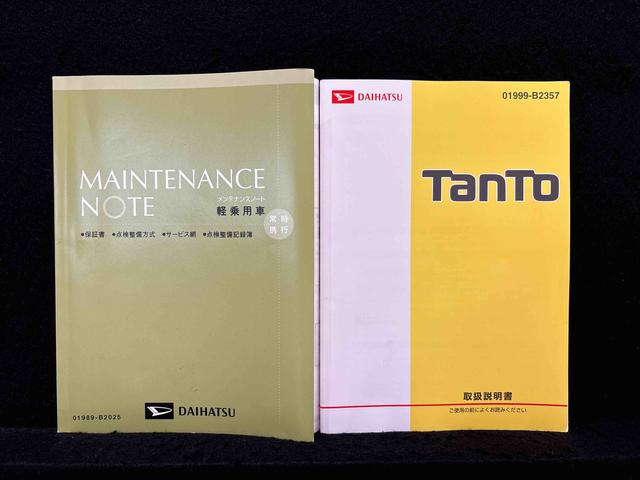 MAINTENANCE
NOTE
メンテナンスノート
軽乗用車
常時
携行
●保証書 ●点検整備方式 ●サービス網 ●点検整備記録簿
01989-B2025
DAIHATSU
DAIHATSU
01999-B2357
TanTo
取扱説明書
ご使用の前によくお読みください